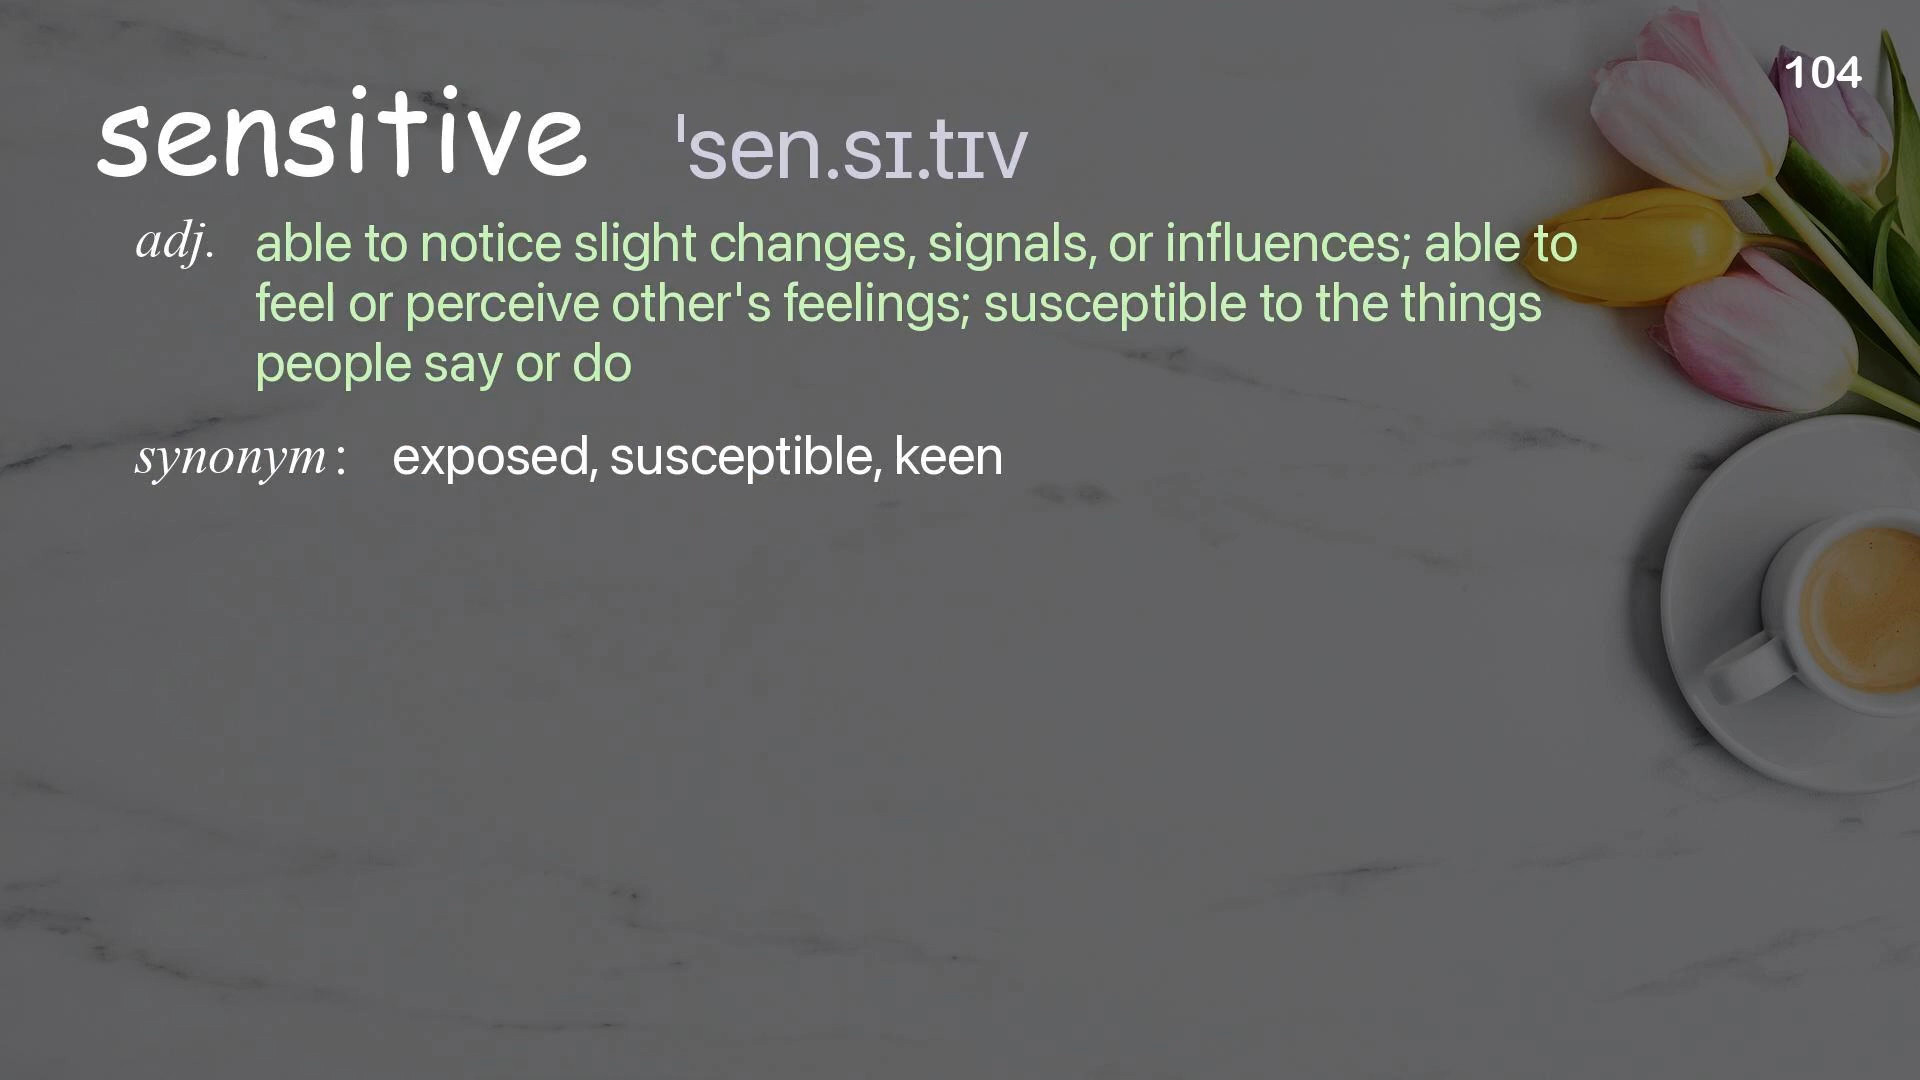 104
sensitive ˈsen.sɪ.tɪv
adj. able to notice slight changes, signals, or influences; able to
feel or perceive other's feelings; susceptible to the things
people say or do
synonym: exposed, susceptible, keen